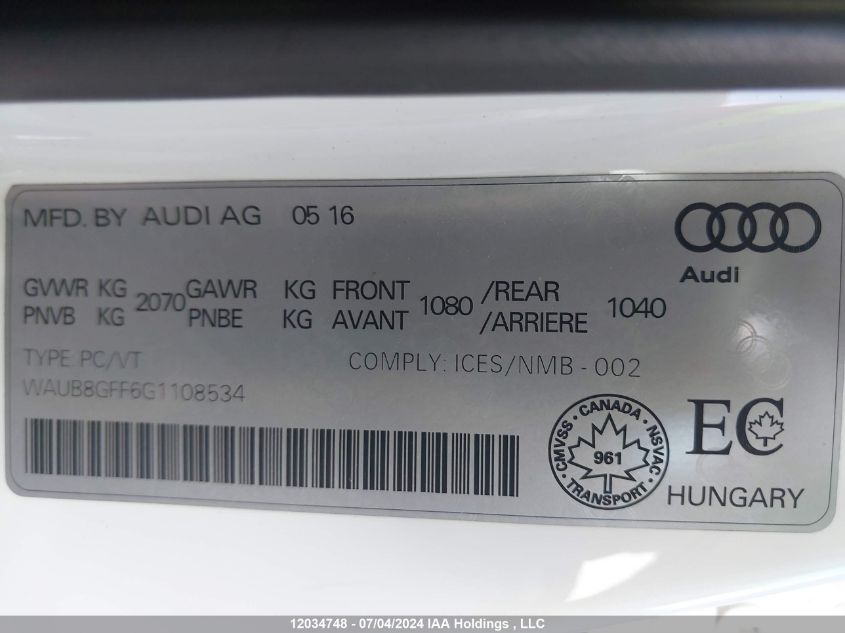 MFD. BY AUDI AG 05 16
Audi
GVWR KG 2070 GAWR KG FRONT 1080 /REAR 1040
PNVB KG PNBE KG AVANT /ARRIERE
TYPE: PC/VT COMPLY: ICES/NMB - 002
WAUB8GFF6G1108534
CMVSS · CANADA · NSVAC
961
TRANSPORT
EC
HUNGARY
12034748 - 07/04/2024 IAA Holdings , LLC